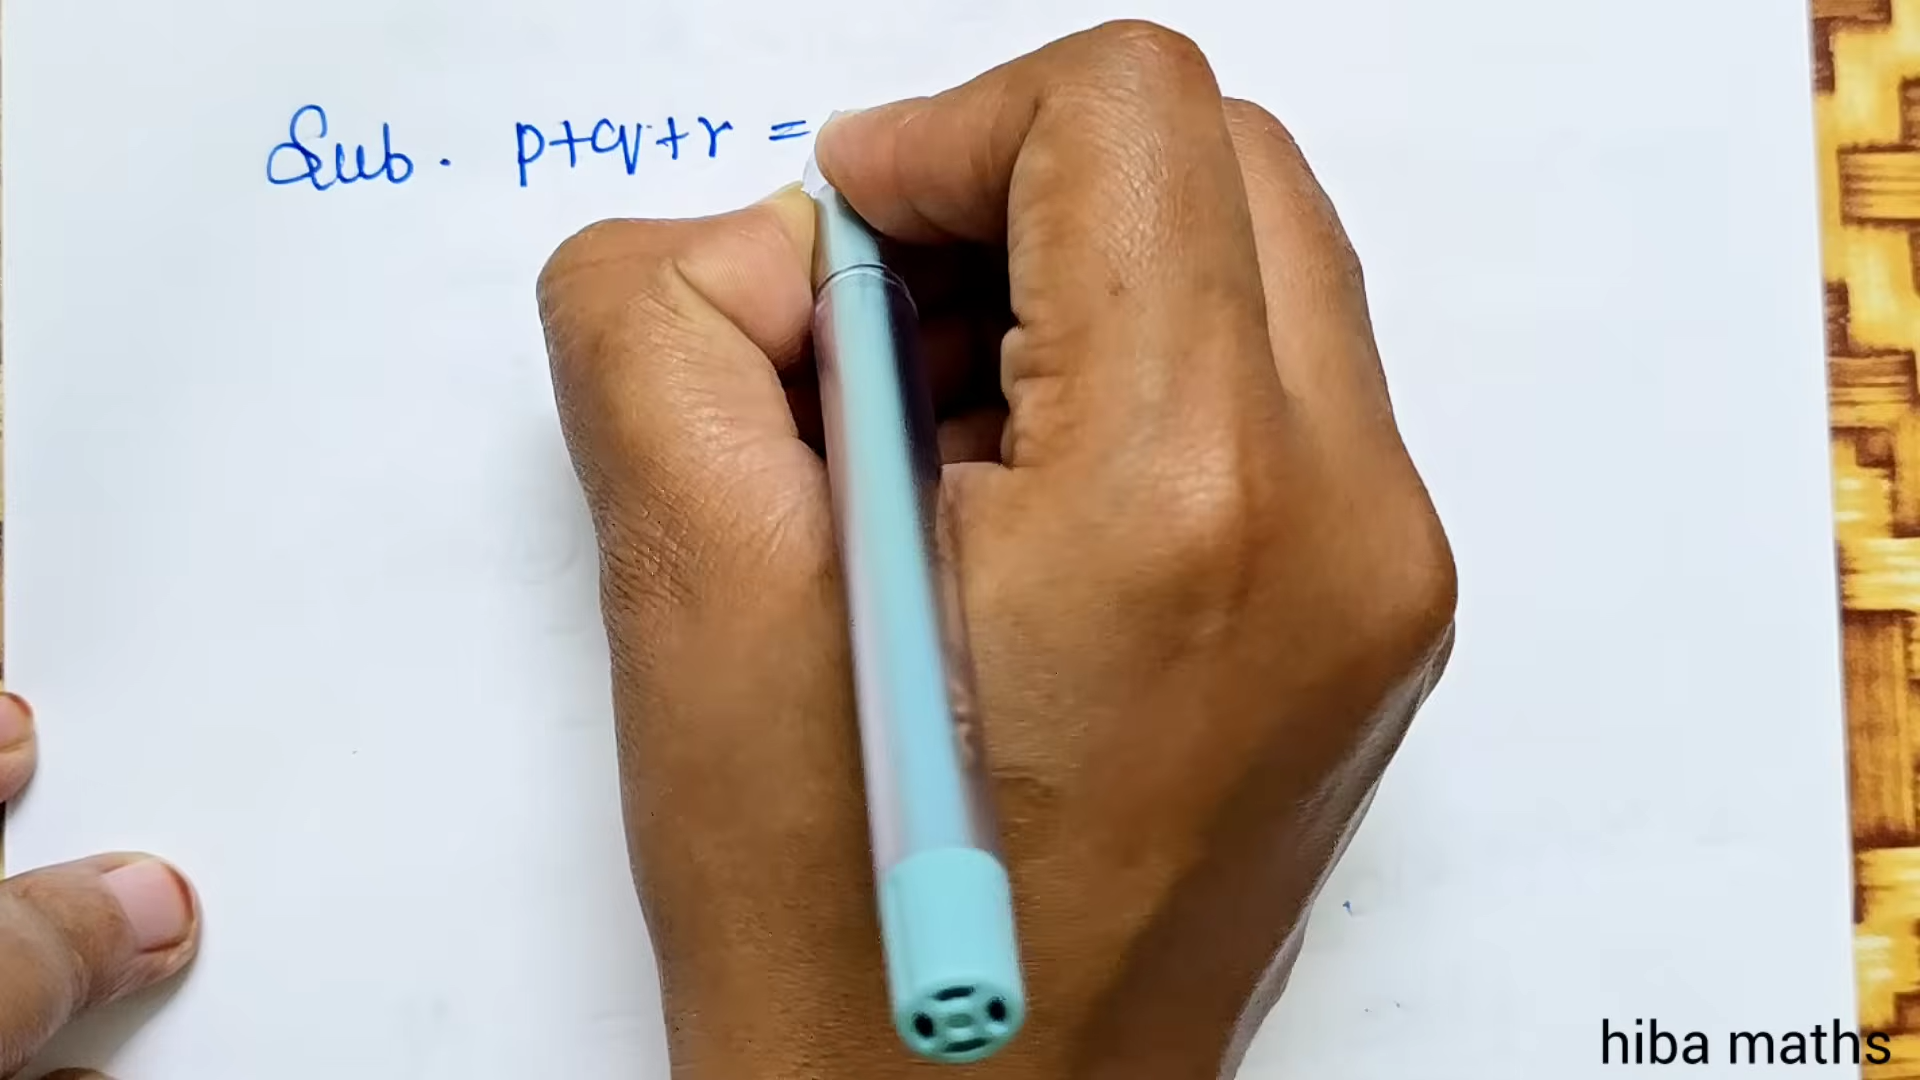 Sub. p+q+r =
hiba maths